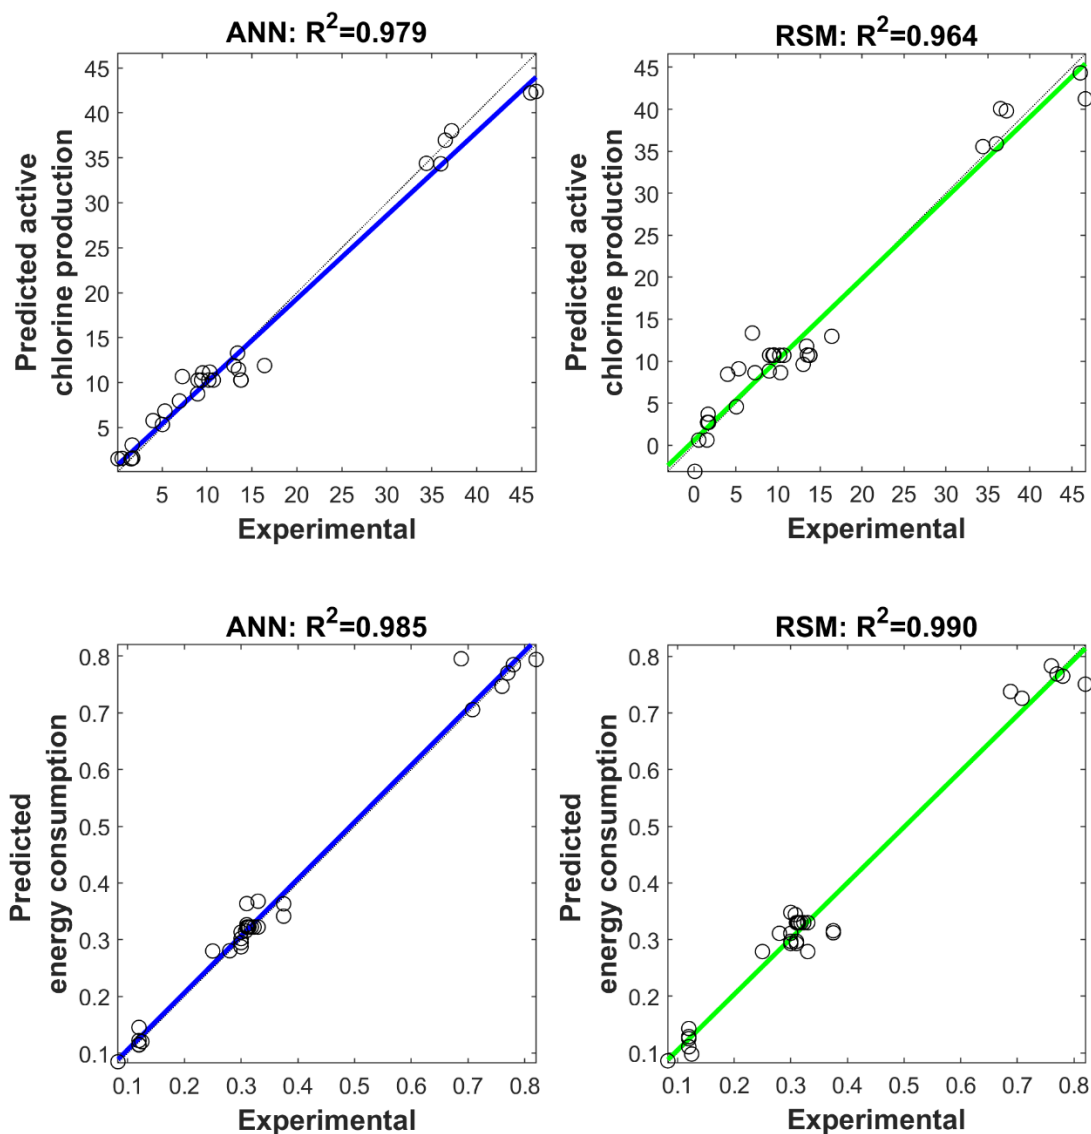 ANN: R²=0.979
Predicted active
chlorine production
45
40
35
30
25
20
15
10
5
5 10 15 20 25 30 35 40 45
Experimental
RSM: R²=0.964
Predicted active
chlorine production
45
40
35
30
25
20
15
10
5
0
0 5 10 15 20 25 30 35 40 45
Experimental
ANN: R²=0.985
Predicted
energy consumption
0.8
0.7
0.6
0.5
0.4
0.3
0.2
0.1
0.1 0.2 0.3 0.4 0.5 0.6 0.7 0.8
Experimental
RSM: R²=0.990
Predicted
energy consumption
0.8
0.7
0.6
0.5
0.4
0.3
0.2
0.1
0.1 0.2 0.3 0.4 0.5 0.6 0.7 0.8
Experimental